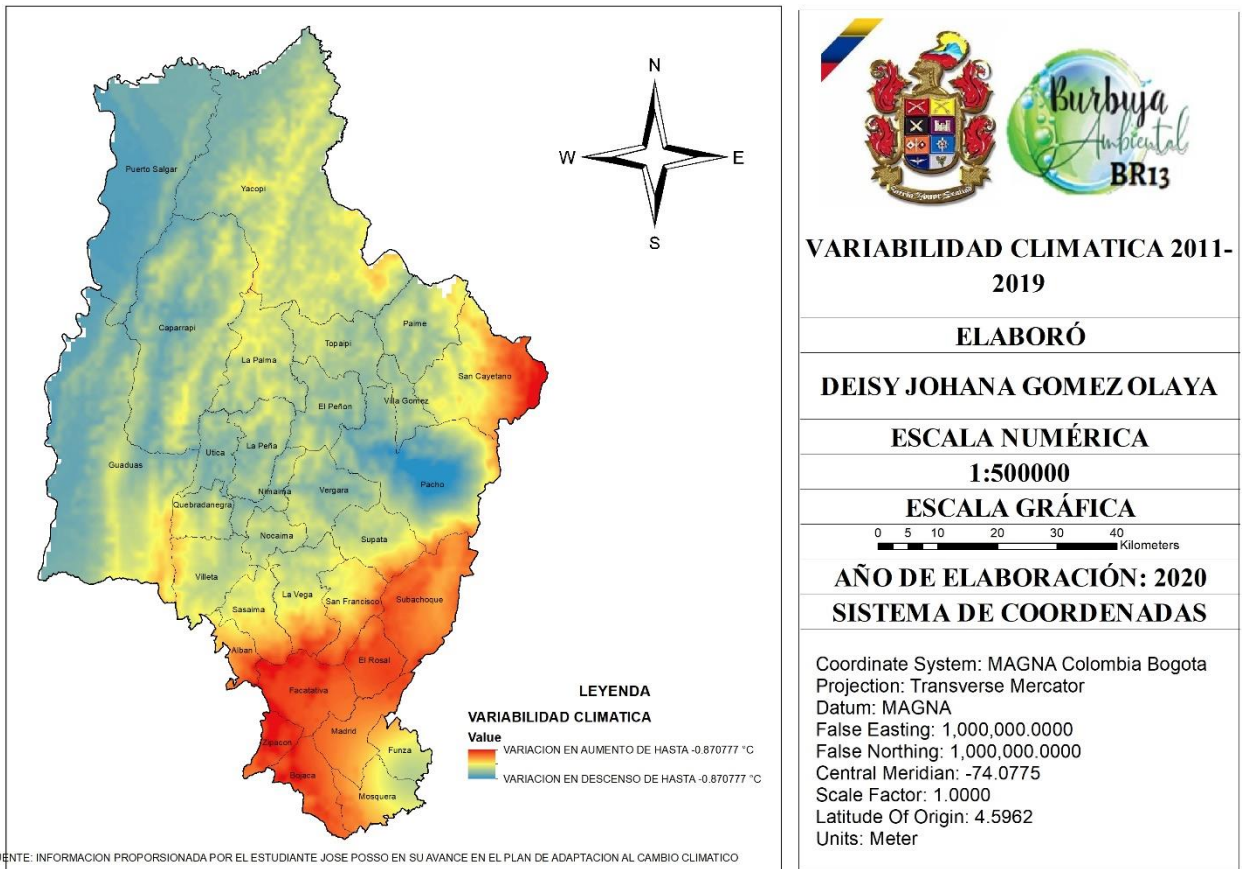 N
W
E
S
Puerto Salgar
Yacopi
Caparrapi
Paime
Topaipi
La Palma
San Cayetano
El Peñon
Villa Gomez
La Peña
Utica
Guaduas
Pacho
Nimaima
Vergara
Quebradanegra
Nocaima
Supata
Villeta
La Vega
San Francisco
Subachoque
Sasaima
Alban
El Rosal
Facatativa
Madrid
Zipacon
Funza
Bojaca
Mosquera
LEYENDA
VARIABILIDAD CLIMATICA
Value
VARIACION EN AUMENTO DE HASTA -0.870777 °C
VARIACION EN DESCENSO DE HASTA -0.870777 °C
UENTE: INFORMACION PROPORSIONADA POR EL ESTUDIANTE JOSE POSSO EN SU AVANCE EN EL PLAN DE ADAPTACION AL CAMBIO CLIMATICO
Burbuja
Ambiental
BR13
VARIABILIDAD CLIMATICA 2011-
2019
ELABORÓ
DEISY JOHANA GOMEZ OLAYA
ESCALA NUMÉRICA
1:500000
ESCALA GRÁFICA
0 5 10 20 30 40
Kilometers
AÑO DE ELABORACIÓN: 2020
SISTEMA DE COORDENADAS
Coordinate System: MAGNA Colombia Bogota
Projection: Transverse Mercator
Datum: MAGNA
False Easting: 1,000,000.0000
False Northing: 1,000,000.0000
Central Meridian: -74.0775
Scale Factor: 1.0000
Latitude Of Origin: 4.5962
Units: Meter